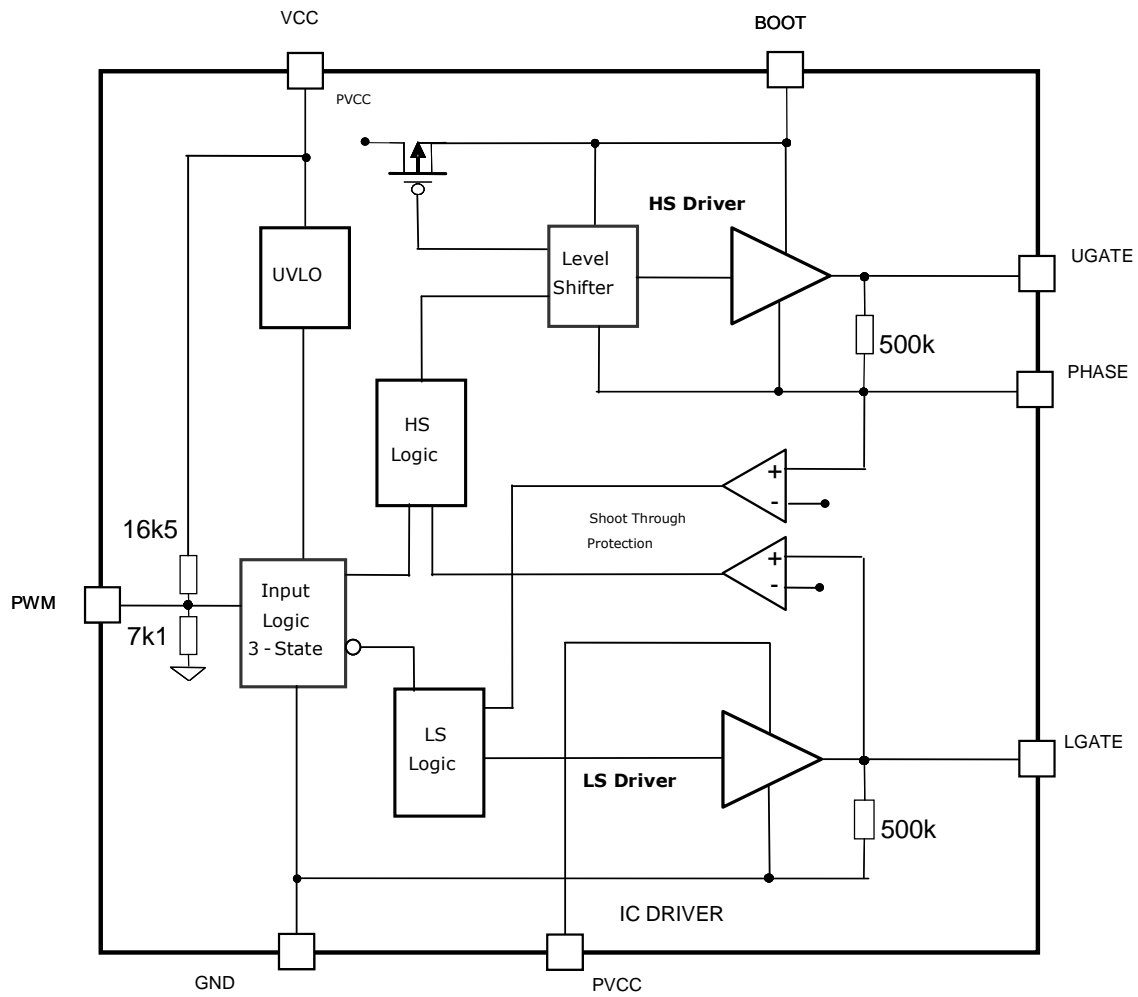 VCC
BOOT
PVCC
HS Driver
UVLO
Level
Shifter
UGATE
500k
PHASE
HS
Logic
+
-
16k5
Shoot Through
Protection
+
-
PWM
Input
Logic
3 - State
7k1
LS
Logic
LS Driver
LGATE
500k
IC DRIVER
GND
PVCC